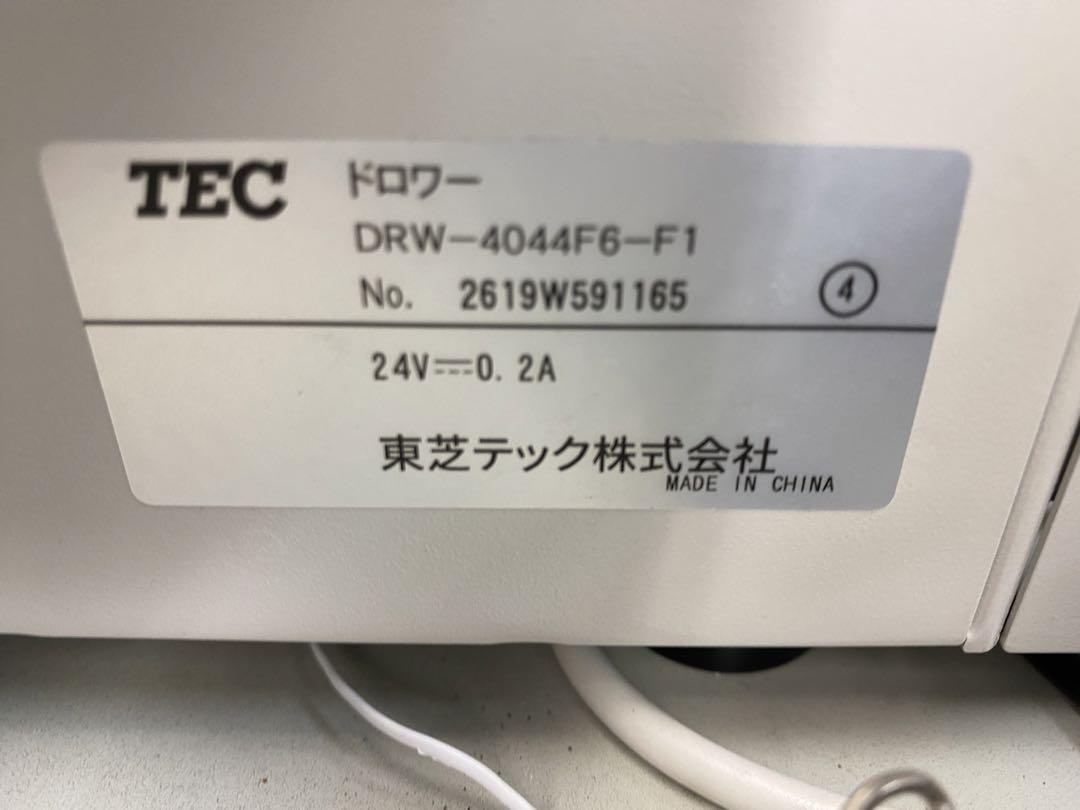 TEC ドロワー
DRW-4044F6-F1
No. 2619W591165 ④
24V⎓0.2A
東芝テック株式会社
MADE IN CHINA